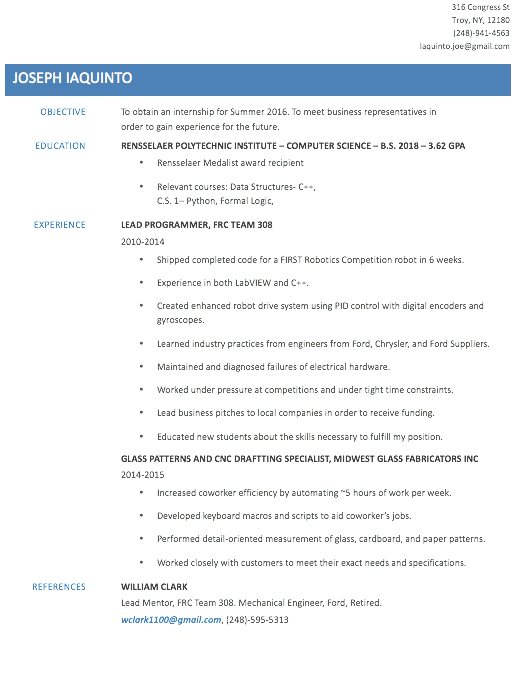 316 Congress St
Troy, NY, 12180
(248)-941-4563
Iaquinto.joe@gmail.com
JOSEPH IAQUINTO
OBJECTIVE
To obtain an internship for Summer 2016. To meet business representatives in
order to gain experience for the future.
EDUCATION
RENSSELAER POLYTECHNIC INSTITUTE – COMPUTER SCIENCE – B.S. 2018 – 3.62 GPA
• Rensselaer Medalist award recipient
• Relevant courses: Data Structures- C++,
C.S. 1– Python, Formal Logic,
EXPERIENCE
LEAD PROGRAMMER, FRC TEAM 308
2010-2014
• Shipped completed code for a FIRST Robotics Competition robot in 6 weeks.
• Experience in both LabVIEW and C++.
• Created enhanced robot drive system using PID control with digital encoders and
gyroscopes.
• Learned industry practices from engineers from Ford, Chrysler, and Ford Suppliers.
• Maintained and diagnosed failures of electrical hardware.
• Worked under pressure at competitions and under tight time constraints.
• Lead business pitches to local companies in order to receive funding.
• Educated new students about the skills necessary to fulfill my position.
GLASS PATTERNS AND CNC DRAFTTING SPECIALIST, MIDWEST GLASS FABRICATORS INC
2014-2015
• Increased coworker efficiency by automating ~5 hours of work per week.
• Developed keyboard macros and scripts to aid coworker's jobs.
• Performed detail-oriented measurement of glass, cardboard, and paper patterns.
• Worked closely with customers to meet their exact needs and specifications.
REFERENCES
WILLIAM CLARK
Lead Mentor, FRC Team 308. Mechanical Engineer, Ford, Retired.
wclark1100@gmail.com, (248)-595-5313